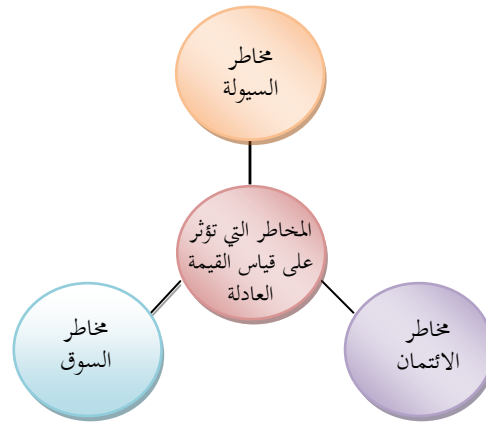 مخاطر
السيولة
المخاطر التي تؤثر
على قياس القيمة
العادلة
مخاطر
الائتمان
مخاطر
السوق